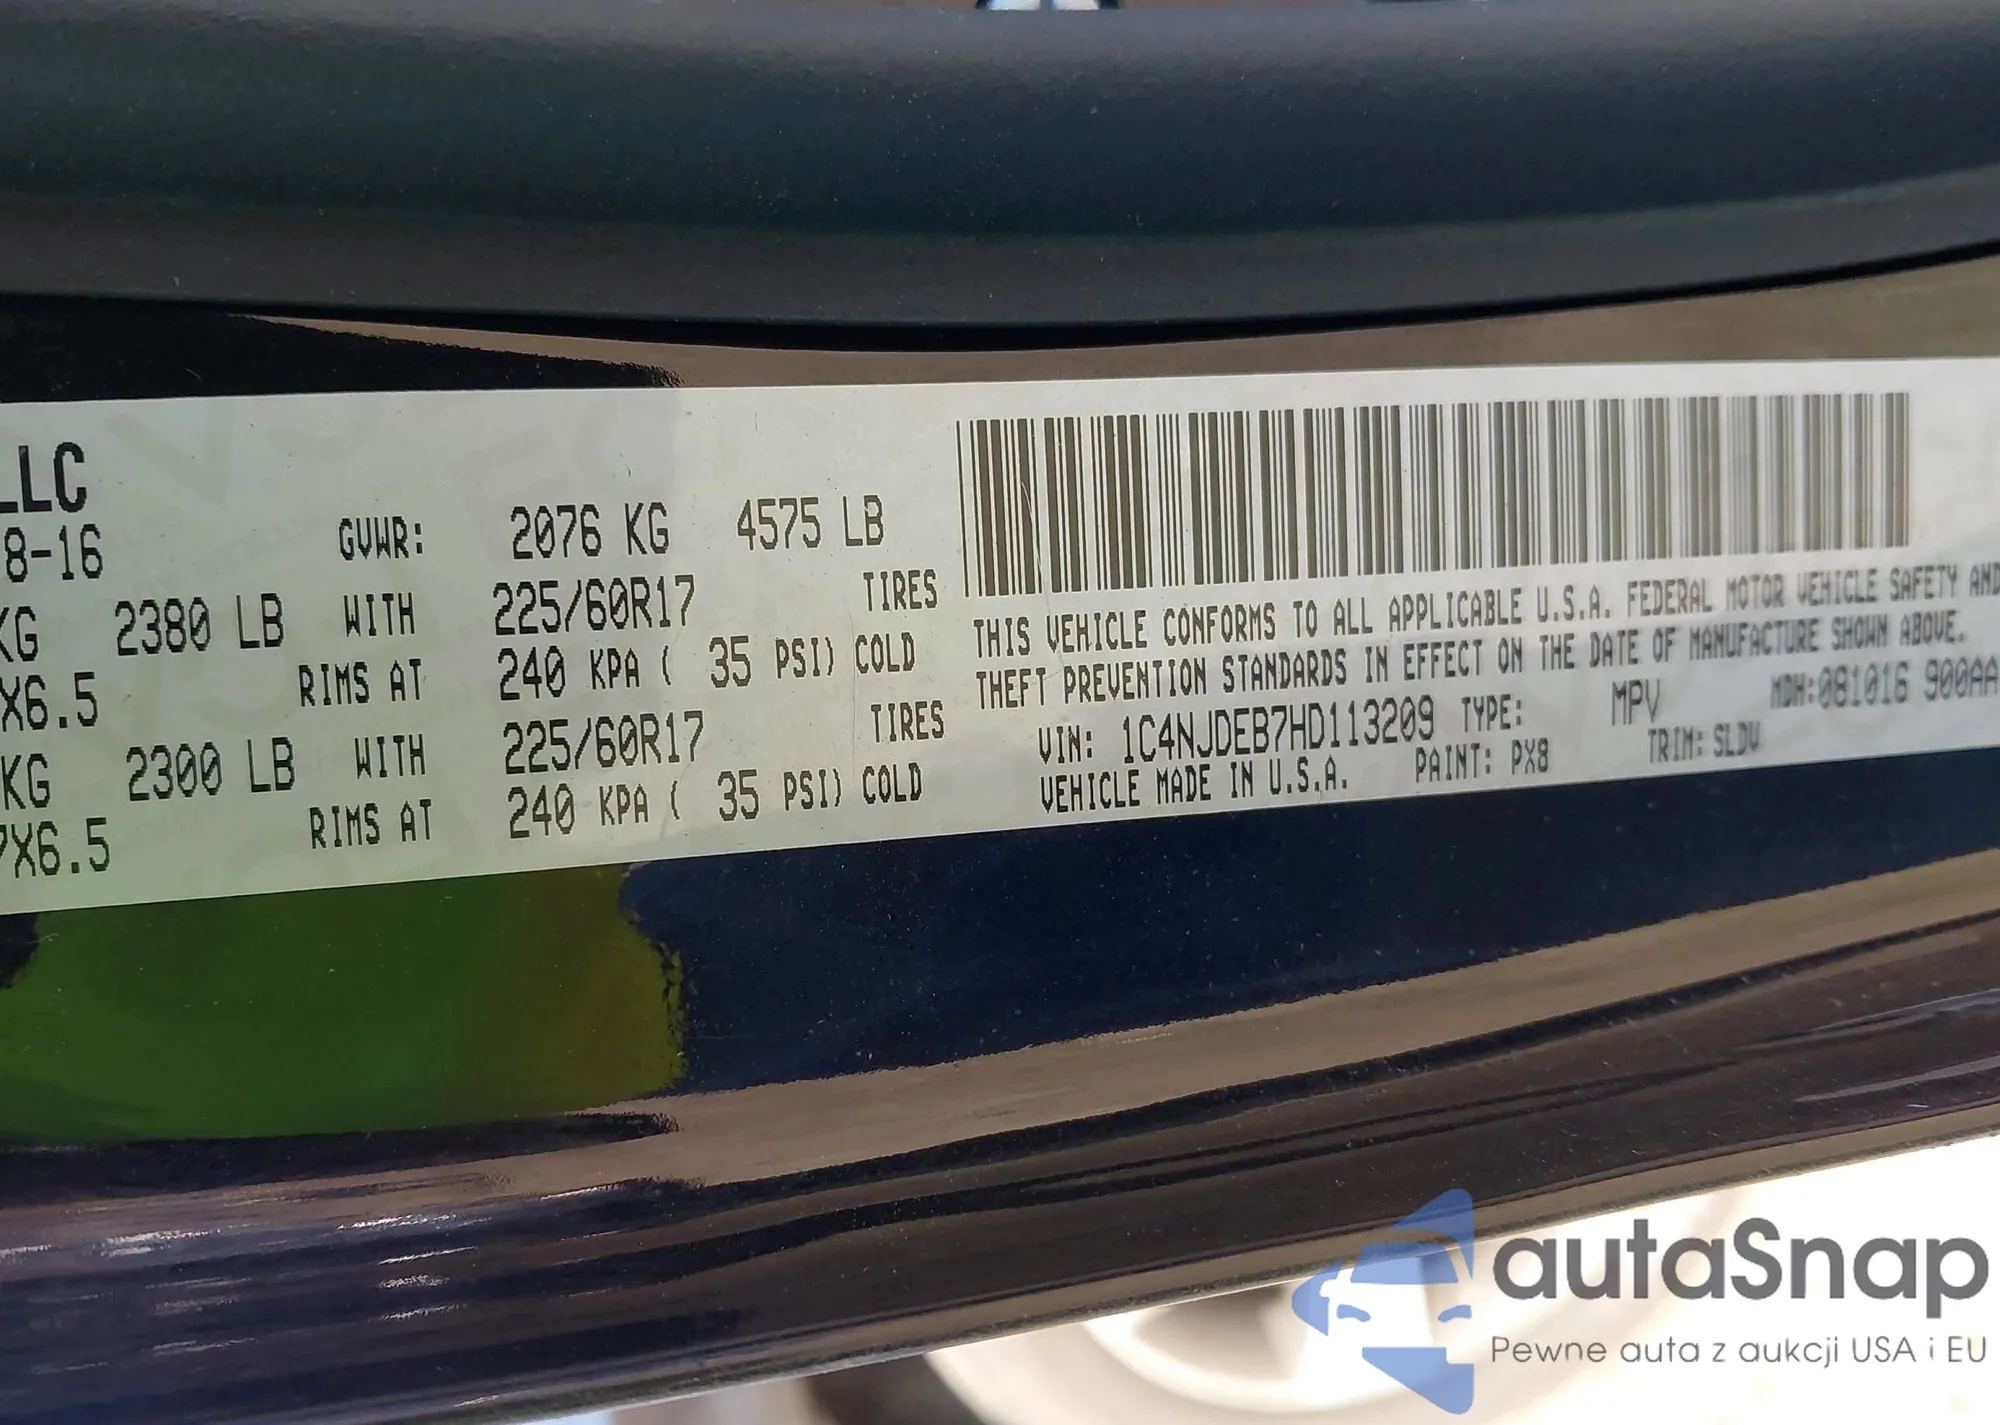 LLC
8-16 GVWR: 2076 KG 4575 LB
KG 2380 LB WITH 225/60R17 TIRES
X6.5 RIMS AT 240 KPA ( 35 PSI) COLD
KG 2300 LB WITH 225/60R17 TIRES
7X6.5 RIMS AT 240 KPA ( 35 PSI) COLD
THIS VEHICLE CONFORMS TO ALL APPLICABLE U.S.A. FEDERAL MOTOR VEHICLE SAFETY AND
THEFT PREVENTION STANDARDS IN EFFECT ON THE DATE OF MANUFACTURE SHOWN ABOVE.
VIN: 1C4NJDEB7HD113209 TYPE: MPV MDH:081016 900AA
VEHICLE MADE IN U.S.A. PAINT: PX8 TRIM: SLDV
autaSnap
Pewne auta z aukcji USA i EU